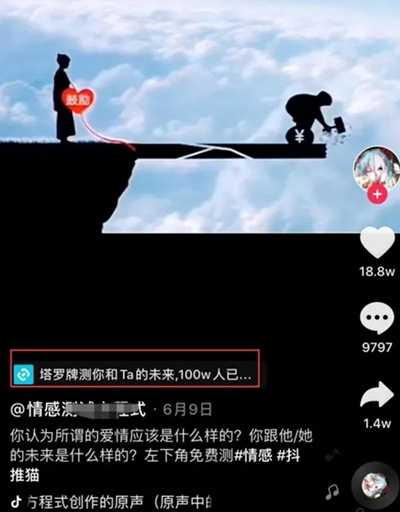 鼓励
¥
18.8w
9797
塔罗牌测你和Ta的未来,100w人已...
1.4w
@情感 式 · 6月9日
你认为所谓的爱情应该是什么样的? 你跟他/她
的未来是什么样的? 左下角免费测#情感 #抖
推猫
方程式创作的原声 (原声中的